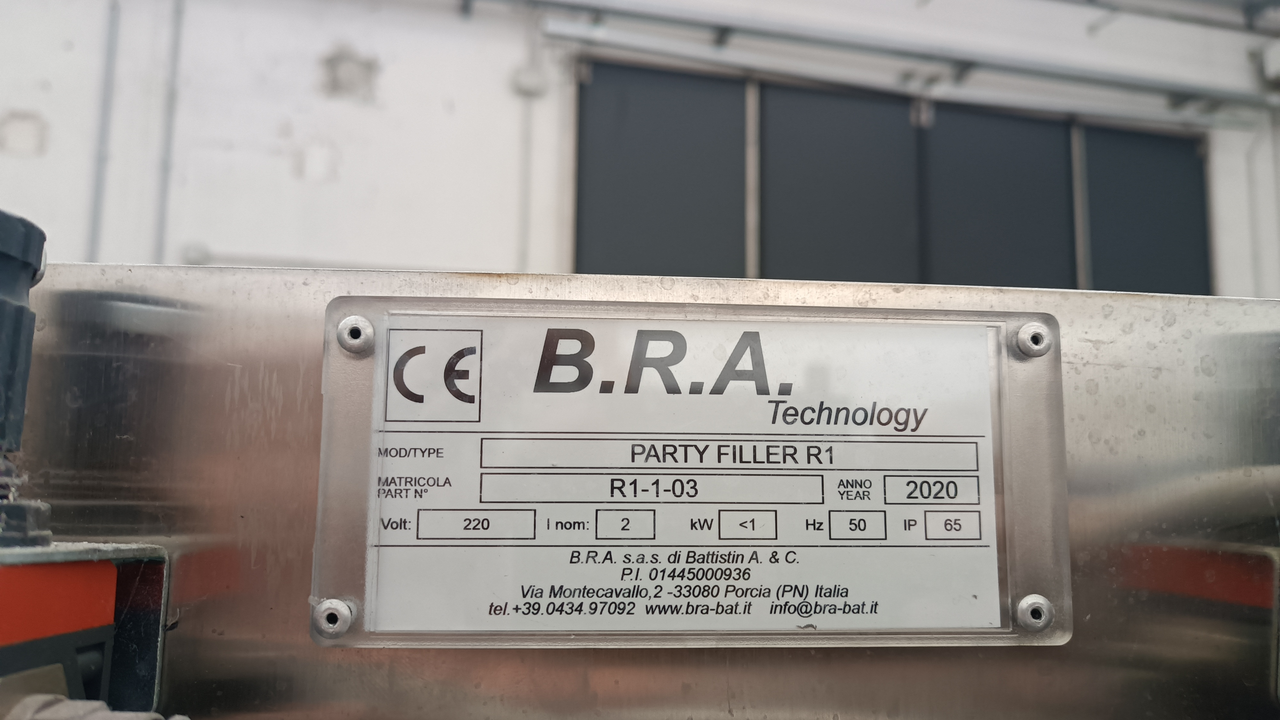 CE
B.R.A.
Technology
MOD/TYPE PARTY FILLER R1
MATRICOLA
PART N° R1-1-03 ANNO
YEAR 2020
Volt: 220 I nom: 2 kW <1 Hz 50 IP 65
B.R.A. s.a.s. di Battistin A. & C.
P.I. 01445000936
Via Montecavallo,2 -33080 Porcia (PN) Italia
tel.+39.0434.97092 www.bra-bat.it info@bra-bat.it